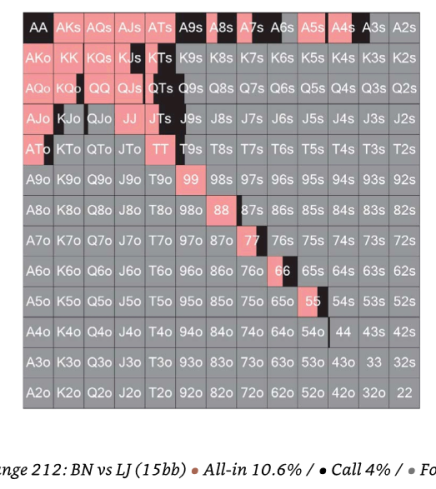 AA AKs AQs AJs ATs A9s A8s A7s A6s A5s A4s A3s A2s
AKo KK KQs KJs KTs K9s K8s K7s K6s K5s K4s K3s K2s
AQo KQo QQ QJs QTs Q9s Q8s Q7s Q6s Q5s Q4s Q3s Q2s
AJo KJo QJo JJ JTs J9s J8s J7s J6s J5s J4s J3s J2s
ATo KTo QTo JTo TT T9s T8s T7s T6s T5s T4s T3s T2s
A9o K9o Q9o J9o T9o 99 98s 97s 96s 95s 94s 93s 92s
A8o K8o Q8o J8o T8o 98o 88 87s 86s 85s 84s 83s 82s
A7o K7o Q7o J7o T7o 97o 87o 77 76s 75s 74s 73s 72s
A6o K6o Q6o J6o T6o 96o 86o 76o 66 65s 64s 63s 62s
A5o K5o Q5o J5o T5o 95o 85o 75o 65o 55 54s 53s 52s
A4o K4o Q4o J4o T4o 94o 84o 74o 64o 54o 44 43s 42s
A3o K3o Q3o J3o T3o 93o 83o 73o 63o 53o 43o 33 32s
A2o K2o Q2o J2o T2o 92o 82o 72o 62o 52o 42o 32o 22
nge 212: BN vs LJ (15bb) • All-in 10.6% / • Call 4% / • Fo